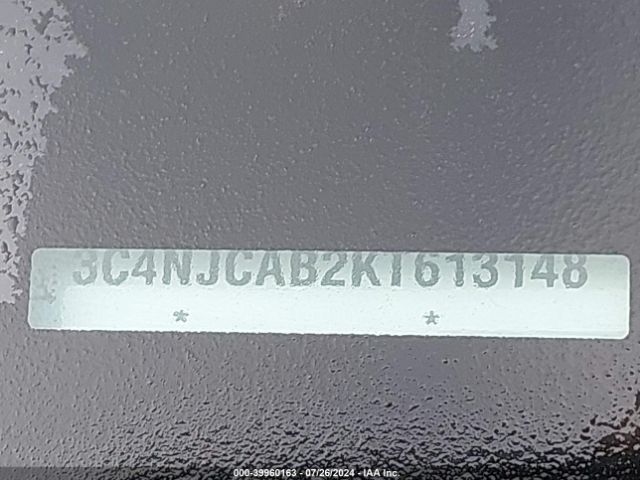 3C4NJCAB2KT613148
* *
000-39960163 - 07/26/2024 - IAA Inc.